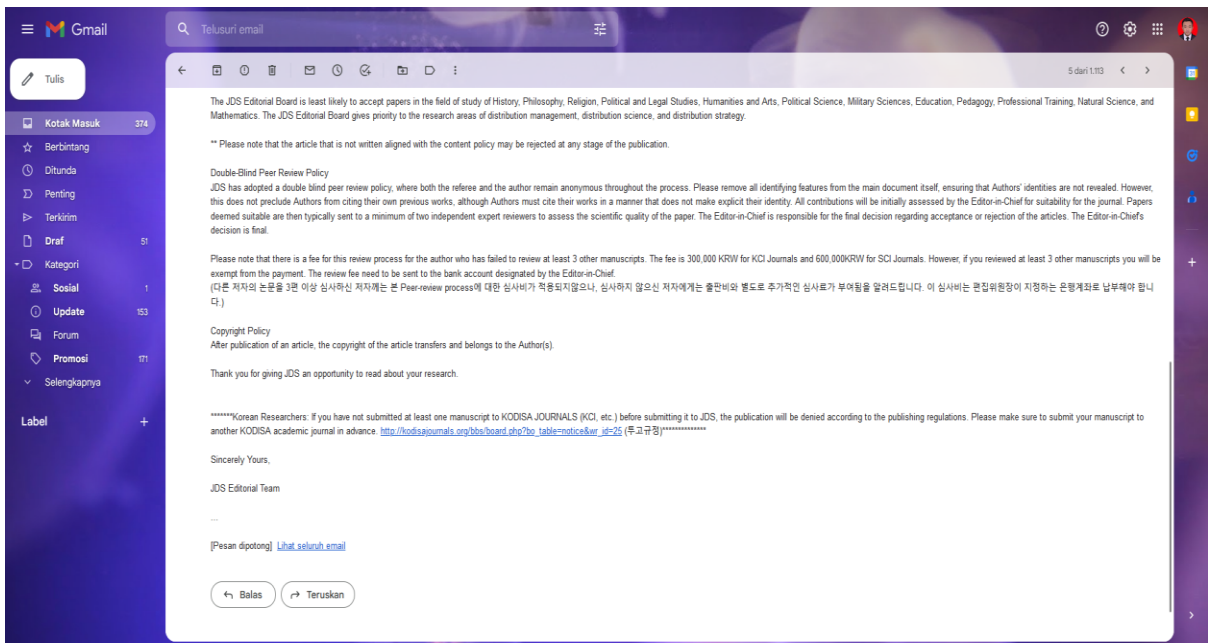 Gmail
Telusuri email
Tulis
5 dari 1.113
Kotak Masuk 374
Berbintang
Ditunda
Penting
Terkirim
Draf 51
Kategori
Sosial 1
Update 153
Forum
Promosi 171
Selengkapnya
Label +
The JDS Editorial Board is least likely to accept papers in the field of study of History, Philosophy, Religion, Political and Legal Studies, Humanities and Arts, Political Science, Military Sciences, Education, Pedagogy, Professional Training, Natural Science, and
Mathematics. The JDS Editorial Board gives priority to the research areas of distribution management, distribution science, and distribution strategy.
** Please note that the article that is not written aligned with the content policy may be rejected at any stage of the publication.
Double-Blind Peer Review Policy
JDS has adopted a double blind peer review policy, where both the referee and the author remain anonymous throughout the process. Please remove all identifying features from the main document itself, ensuring that Authors' identities are not revealed. However,
this does not preclude Authors from citing their own previous works, although Authors must cite their works in a manner that does not make explicit their identity. All contributions will be initially assessed by the Editor-in-Chief for suitability for the journal. Papers
deemed suitable are then typically sent to a minimum of two independent expert reviewers to assess the scientific quality of the paper. The Editor-in-Chief is responsible for the final decision regarding acceptance or rejection of the articles. The Editor-in-Chief's
decision is final.
Please note that there is a fee for this review process for the author who has failed to review at least 3 other manuscripts. The fee is 300,000 KRW for KCI Journals and 600,000KRW for SCI Journals. However, if you reviewed at least 3 other manuscripts you will be
exempt from the payment. The review fee need to be sent to the bank account designated by the Editor-in-Chief.
(다른 저자의 논문을 3편 이상 심사하신 저자께는 본 Peer-review process에 대한 심사비가 적용되지않으나, 심사하지 않으신 저자에게는 출판비와 별도로 추가적인 심사료가 부여됨을 알려드립니다. 이 심사비는 편집위원장이 지정하는 은행계좌로 납부해야 합니
다.)
Copyright Policy
After publication of an article, the copyright of the article transfers and belongs to the Author(s).
Thank you for giving JDS an opportunity to read about your research.
*******Korean Researchers: If you have not submitted at least one manuscript to KODISA JOURNALS (KCI, etc.) before submitting it to JDS, the publication will be denied according to the publishing regulations. Please make sure to submit your manuscript to
another KODISA academic journal in advance. http://kodisajournals.org/bbs/board.php?bo_table=notice&wr_id=25 (투고규정)**************
Sincerely Yours,
JDS Editorial Team
...
[Pesan dipotong] Lihat seluruh email
Balas
Teruskan